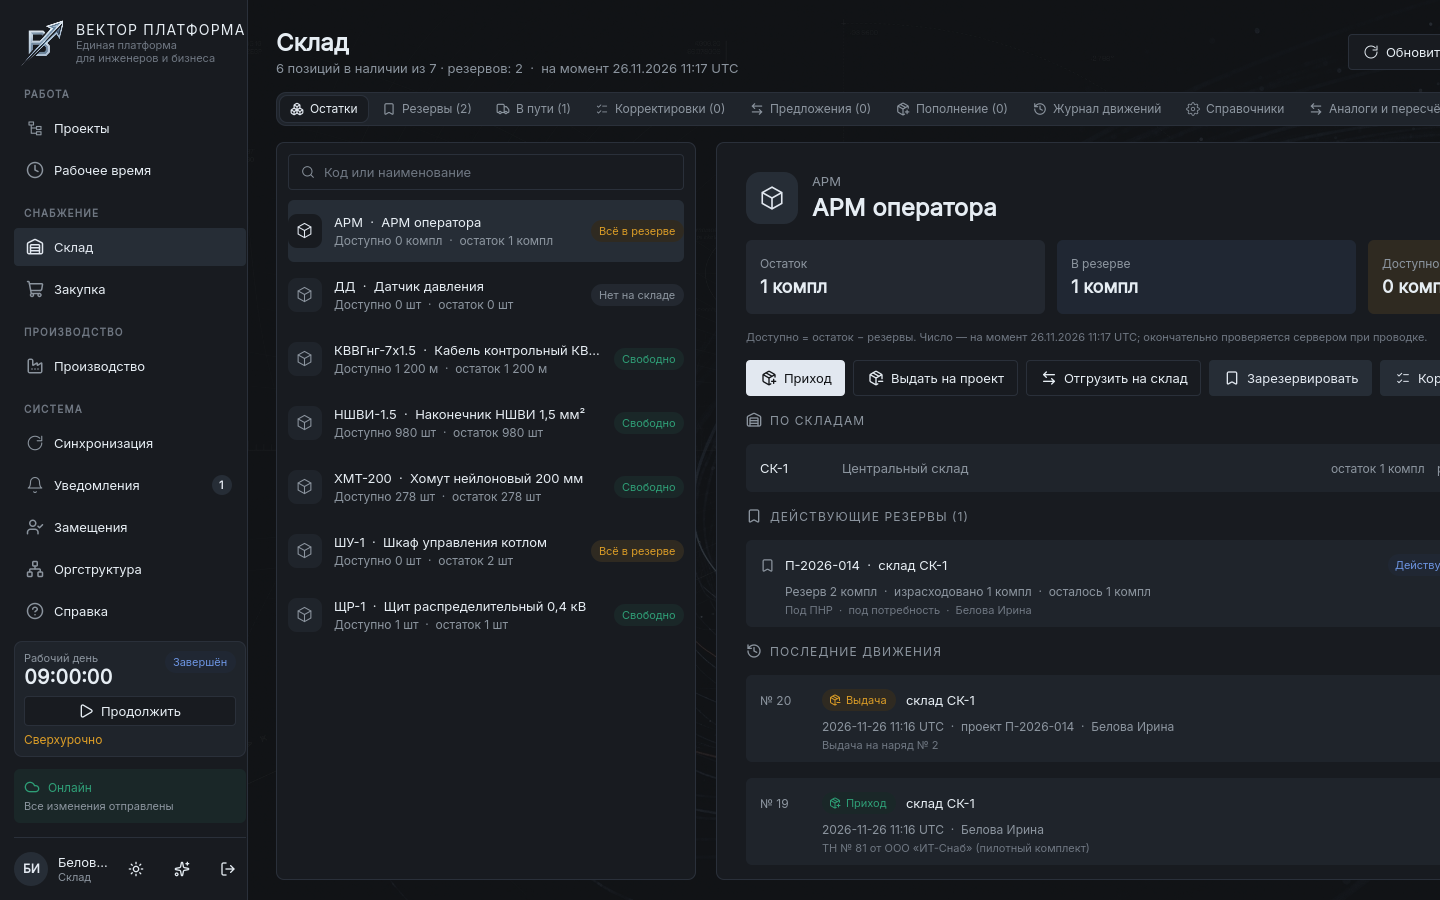 ВЕКТОР ПЛАТФОРМА
Единая платформа
для инженеров и бизнеса
РАБОТА
Проекты
Рабочее время
СНАБЖЕНИЕ
Склад
Закупка
ПРОИЗВОДСТВО
Производство
СИСТЕМА
Синхронизация
Уведомления 1
Замещения
Оргструктура
Справка
Рабочий день
09:00:00
Завершён
Продолжить
Сверхурочно
Онлайн
Все изменения отправлены
БИ
Белов...
Склад
Склад
6 позиций в наличии из 7 · резервов: 2 · на момент 26.11.2026 11:17 UTC
Обновит
Остатки Резервы (2) В пути (1) Корректировки (0) Предложения (0) Пополнение (0) Журнал движений Справочники Аналоги и пересчё
Код или наименование
АРМ · АРМ оператора
Доступно 0 компл · остаток 1 компл
Всё в резерве
ДД · Датчик давления
Доступно 0 шт · остаток 0 шт
Нет на складе
КВВГнг-7х1.5 · Кабель контрольный КВ...
Доступно 1 200 м · остаток 1 200 м
Свободно
НШВИ-1.5 · Наконечник НШВИ 1,5 мм²
Доступно 980 шт · остаток 980 шт
Свободно
ХМТ-200 · Хомут нейлоновый 200 мм
Доступно 278 шт · остаток 278 шт
Свободно
ШУ-1 · Шкаф управления котлом
Доступно 0 шт · остаток 2 шт
Всё в резерве
ЩР-1 · Щит распределительный 0,4 кВ
Доступно 1 шт · остаток 1 шт
Свободно
АРМ
АРМ оператора
Остаток
1 компл
В резерве
1 компл
Доступно
0 комп
Доступно = остаток − резервы. Число — на момент 26.11.2026 11:17 UTC; окончательно проверяется сервером при проводке.
Приход Выдать на проект Отгрузить на склад Зарезервировать Кор
ПО СКЛАДАМ
СК-1 Центральный склад остаток 1 компл р
ДЕЙСТВУЮЩИЕ РЕЗЕРВЫ (1)
П-2026-014 · склад СК-1
Действу
Резерв 2 компл · израсходовано 1 компл · осталось 1 компл
Под ПНР · под потребность · Белова Ирина
ПОСЛЕДНИЕ ДВИЖЕНИЯ
№ 20 Выдача склад СК-1
2026-11-26 11:16 UTC · проект П-2026-014 · Белова Ирина
Выдача на наряд № 2
№ 19 Приход склад СК-1
2026-11-26 11:16 UTC · Белова Ирина
ТН № 81 от ООО «ИТ-Снаб» (пилотный комплект)